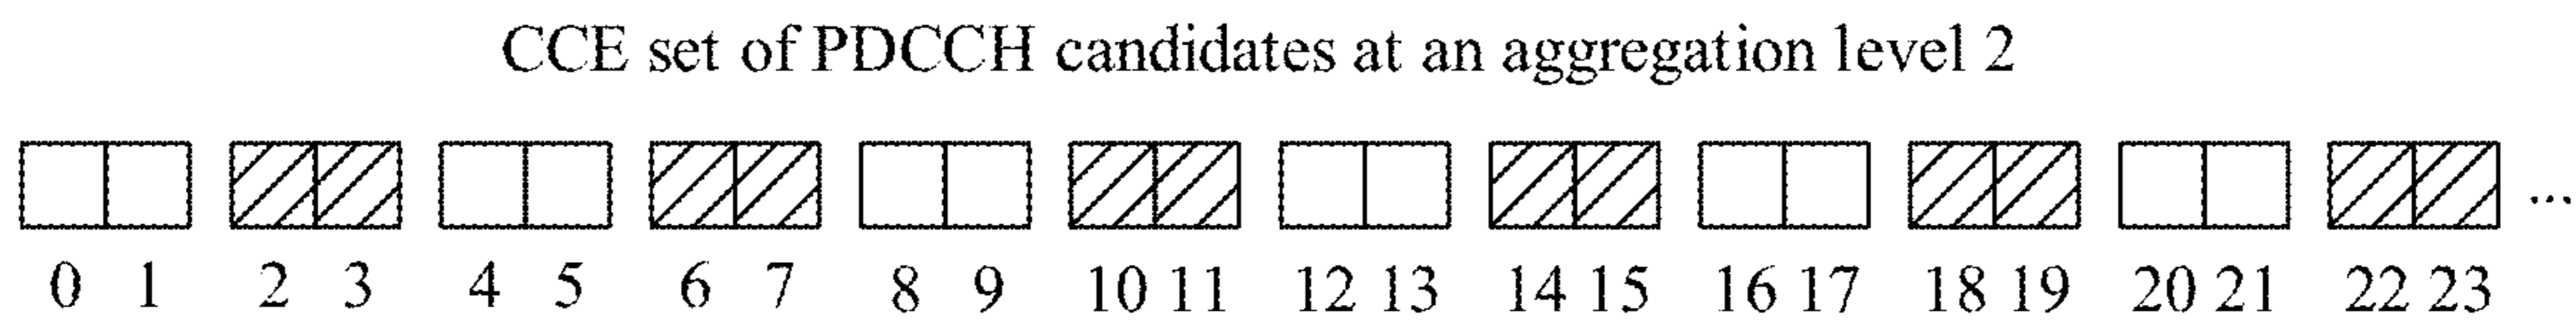 CCE set of PDCCH candidates at an aggregation level 2
...
0 1 2 3 4 5 6 7 8 9 10 11 12 13 14 15 16 17 18 19 20 21 22 23